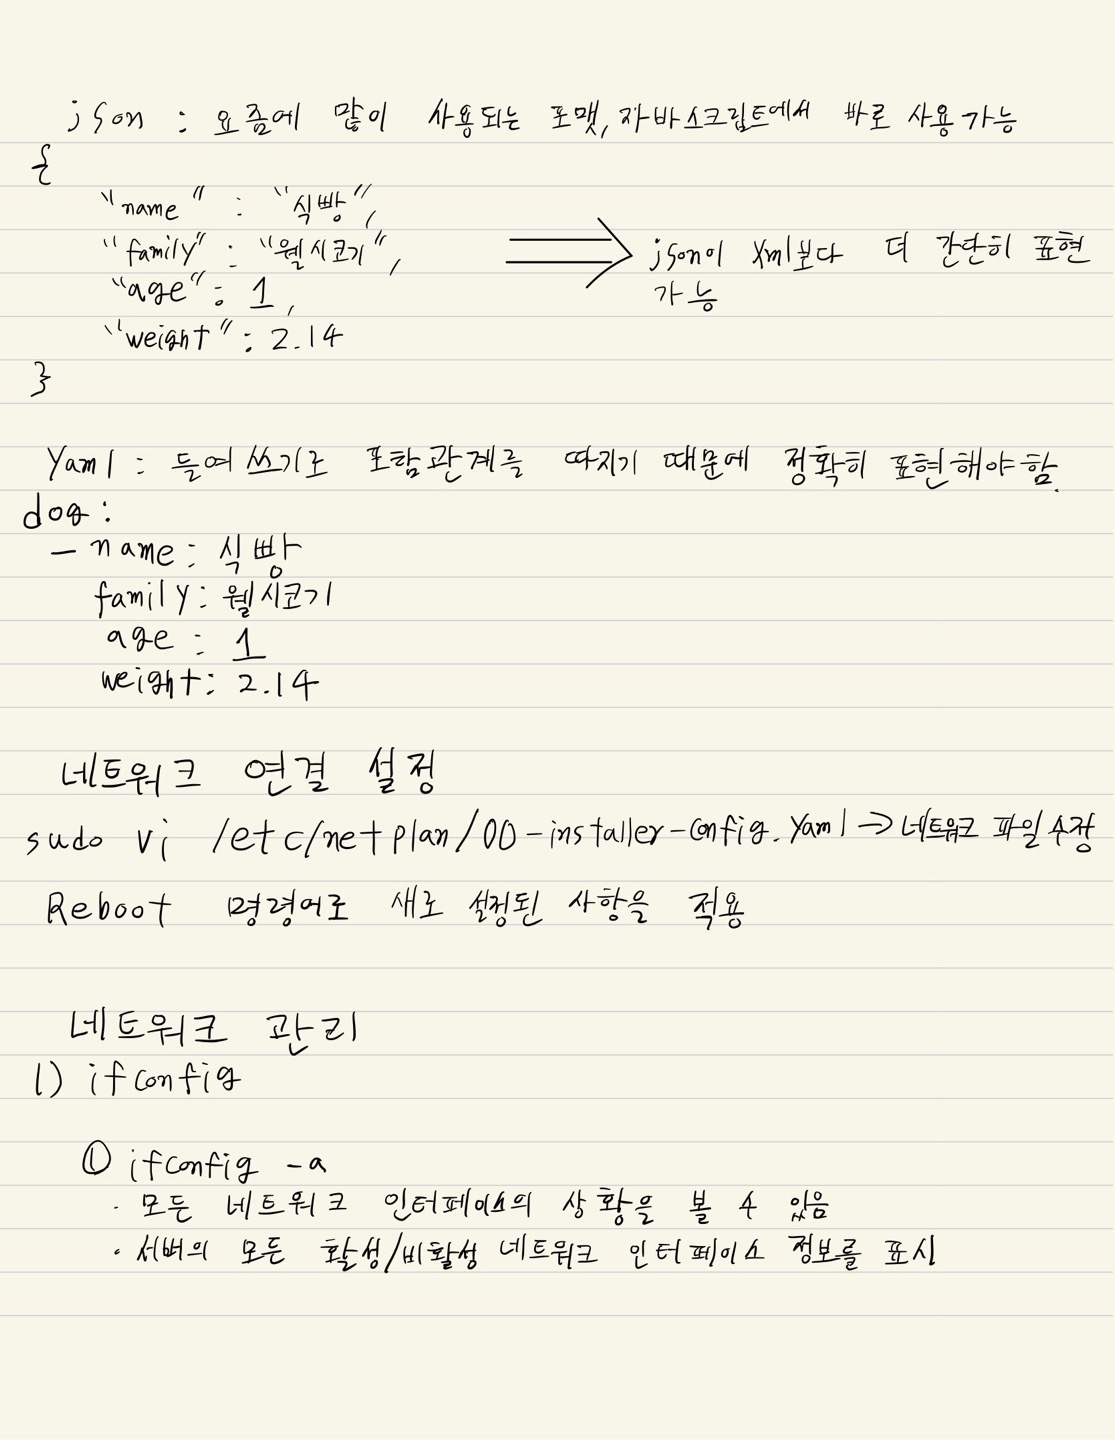 json : 요즘에 많이 사용되는 포맷, 자바스크립트에서 바로 사용가능
{
"name" : "식빵",
"family" : "웰시코기",
"age" : 1,
"weight" : 2.14
}
⇒ json이 xml보다 더 간단히 표현
가능
Yaml : 들여쓰기로 포함관계를 따지기 때문에 정확히 표현해야함.
dog :
- name : 식빵
family : 웰시코기
age : 1
weight : 2.14
네트워크 연결 설정
sudo vi /etc/netplan/00-installer-config.yaml → 네트워크 파일수정
Reboot 명령어로 새로 설정된 사항을 적용
네트워크 관리
1) ifconfig
① ifconfig -a
· 모든 네트워크 인터페이스의 상황을 볼 수 있음
· 서버의 모든 활성/비활성 네트워크 인터페이스 정보를 표시